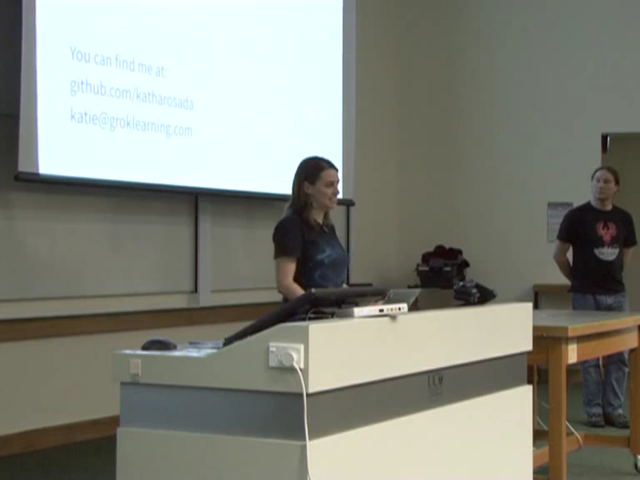 You can find me at:
github.com/katharosada
katie@groklearning.com